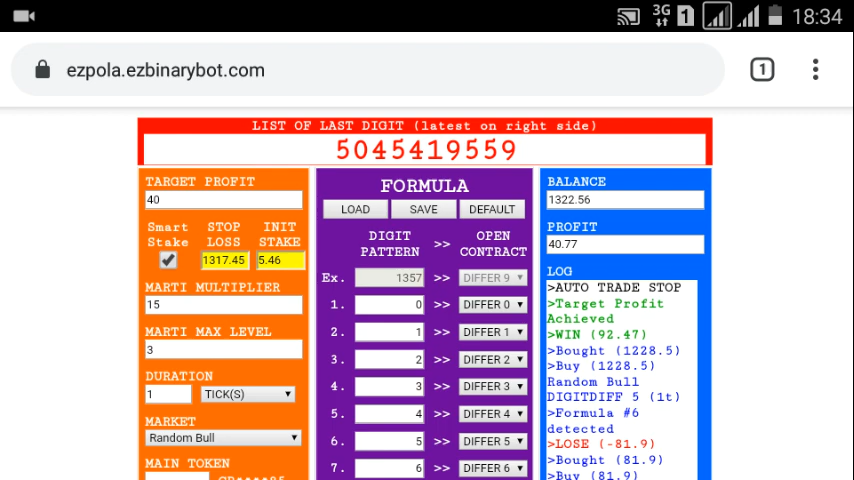 3G
1
18:34
ezpola.ezbinarybot.com
1
LIST OF LAST DIGIT (latest on right side)
5045419559
TARGET PROFIT
40
Smart Stake
STOP LOSS
INIT STAKE
1317.45
5.46
MARTI MULTIPLIER
15
MARTI MAX LEVEL
3
DURATION
1
TICK(S)
MARKET
Random Bull
MAIN TOKEN
FORMULA
LOAD
SAVE
DEFAULT
DIGIT PATTERN
>>
OPEN CONTRACT
Ex. 1357 >> DIFFER 9
1. 0 >> DIFFER 0
2. 1 >> DIFFER 1
3. 2 >> DIFFER 2
4. 3 >> DIFFER 3
5. 4 >> DIFFER 4
6. 5 >> DIFFER 5
7. 6 >> DIFFER 6
BALANCE
1322.56
PROFIT
40.77
LOG
>AUTO TRADE STOP
>Target Profit
Achieved
>WIN (92.47)
>Bought (1228.5)
>Buy (1228.5)
Random Bull
DIGITDIFF 5 (1t)
>Formula #6
detected
>LOSE (-81.9)
>Bought (81.9)
>Buy (81.9)